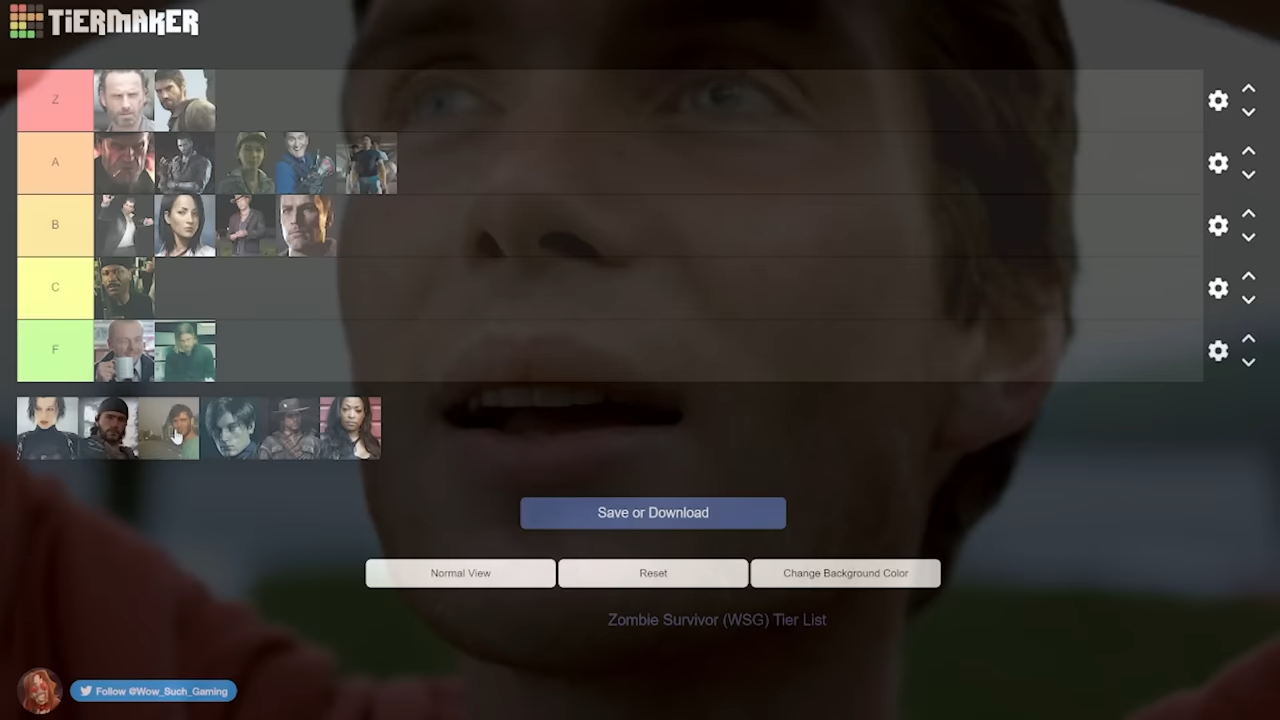 TiERMAKER
Z
A
B
C
F
Save or Download
Normal View
Reset
Change Background Color
Zombie Survivor (WSG) Tier List
Follow @Wow_Such_Gaming